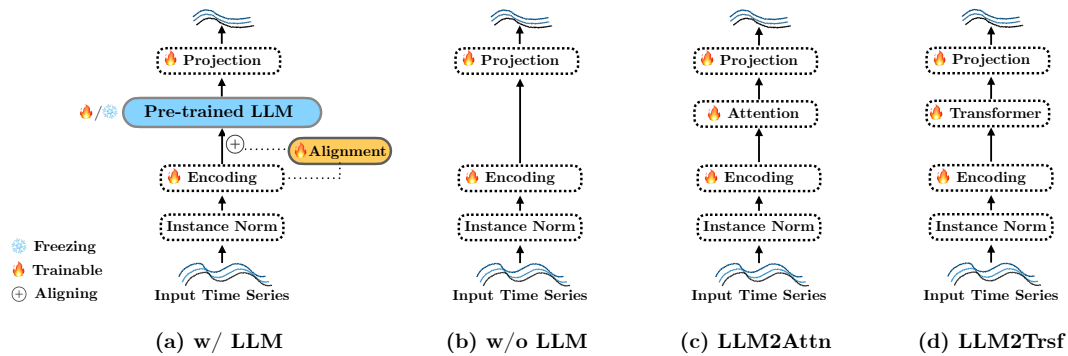 Projection
Projection
Projection
Projection
/
Pre-trained LLM
Attention
Transformer
Alignment
Encoding
Encoding
Encoding
Encoding
Instance Norm
Instance Norm
Instance Norm
Instance Norm
Freezing
Trainable
Aligning
Input Time Series
Input Time Series
Input Time Series
Input Time Series
(a) w/ LLM
(b) w/o LLM
(c) LLM2Attn
(d) LLM2Trsf